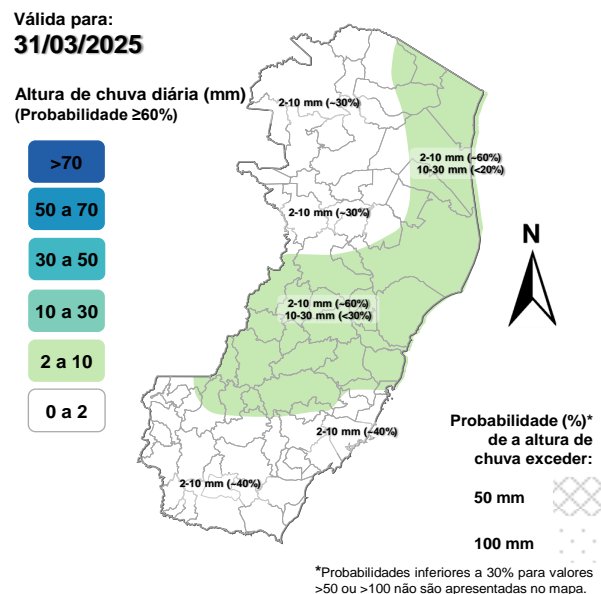 Válida para:
31/03/2025
Altura de chuva diária (mm)
(Probabilidade ≥60%)
>70
50 a 70
30 a 50
10 a 30
2 a 10
0 a 2
2-10 mm (~30%)
2-10 mm (~60%)
10-30 mm (<20%)
2-10 mm (~30%)
2-10 mm (~60%)
10-30 mm (<30%)
2-10 mm (~40%)
2-10 mm (~40%)
N
Probabilidade (%)*
de a altura de
chuva exceder:
50 mm
100 mm
*Probabilidades inferiores a 30% para valores
>50 ou >100 não são apresentadas no mapa.